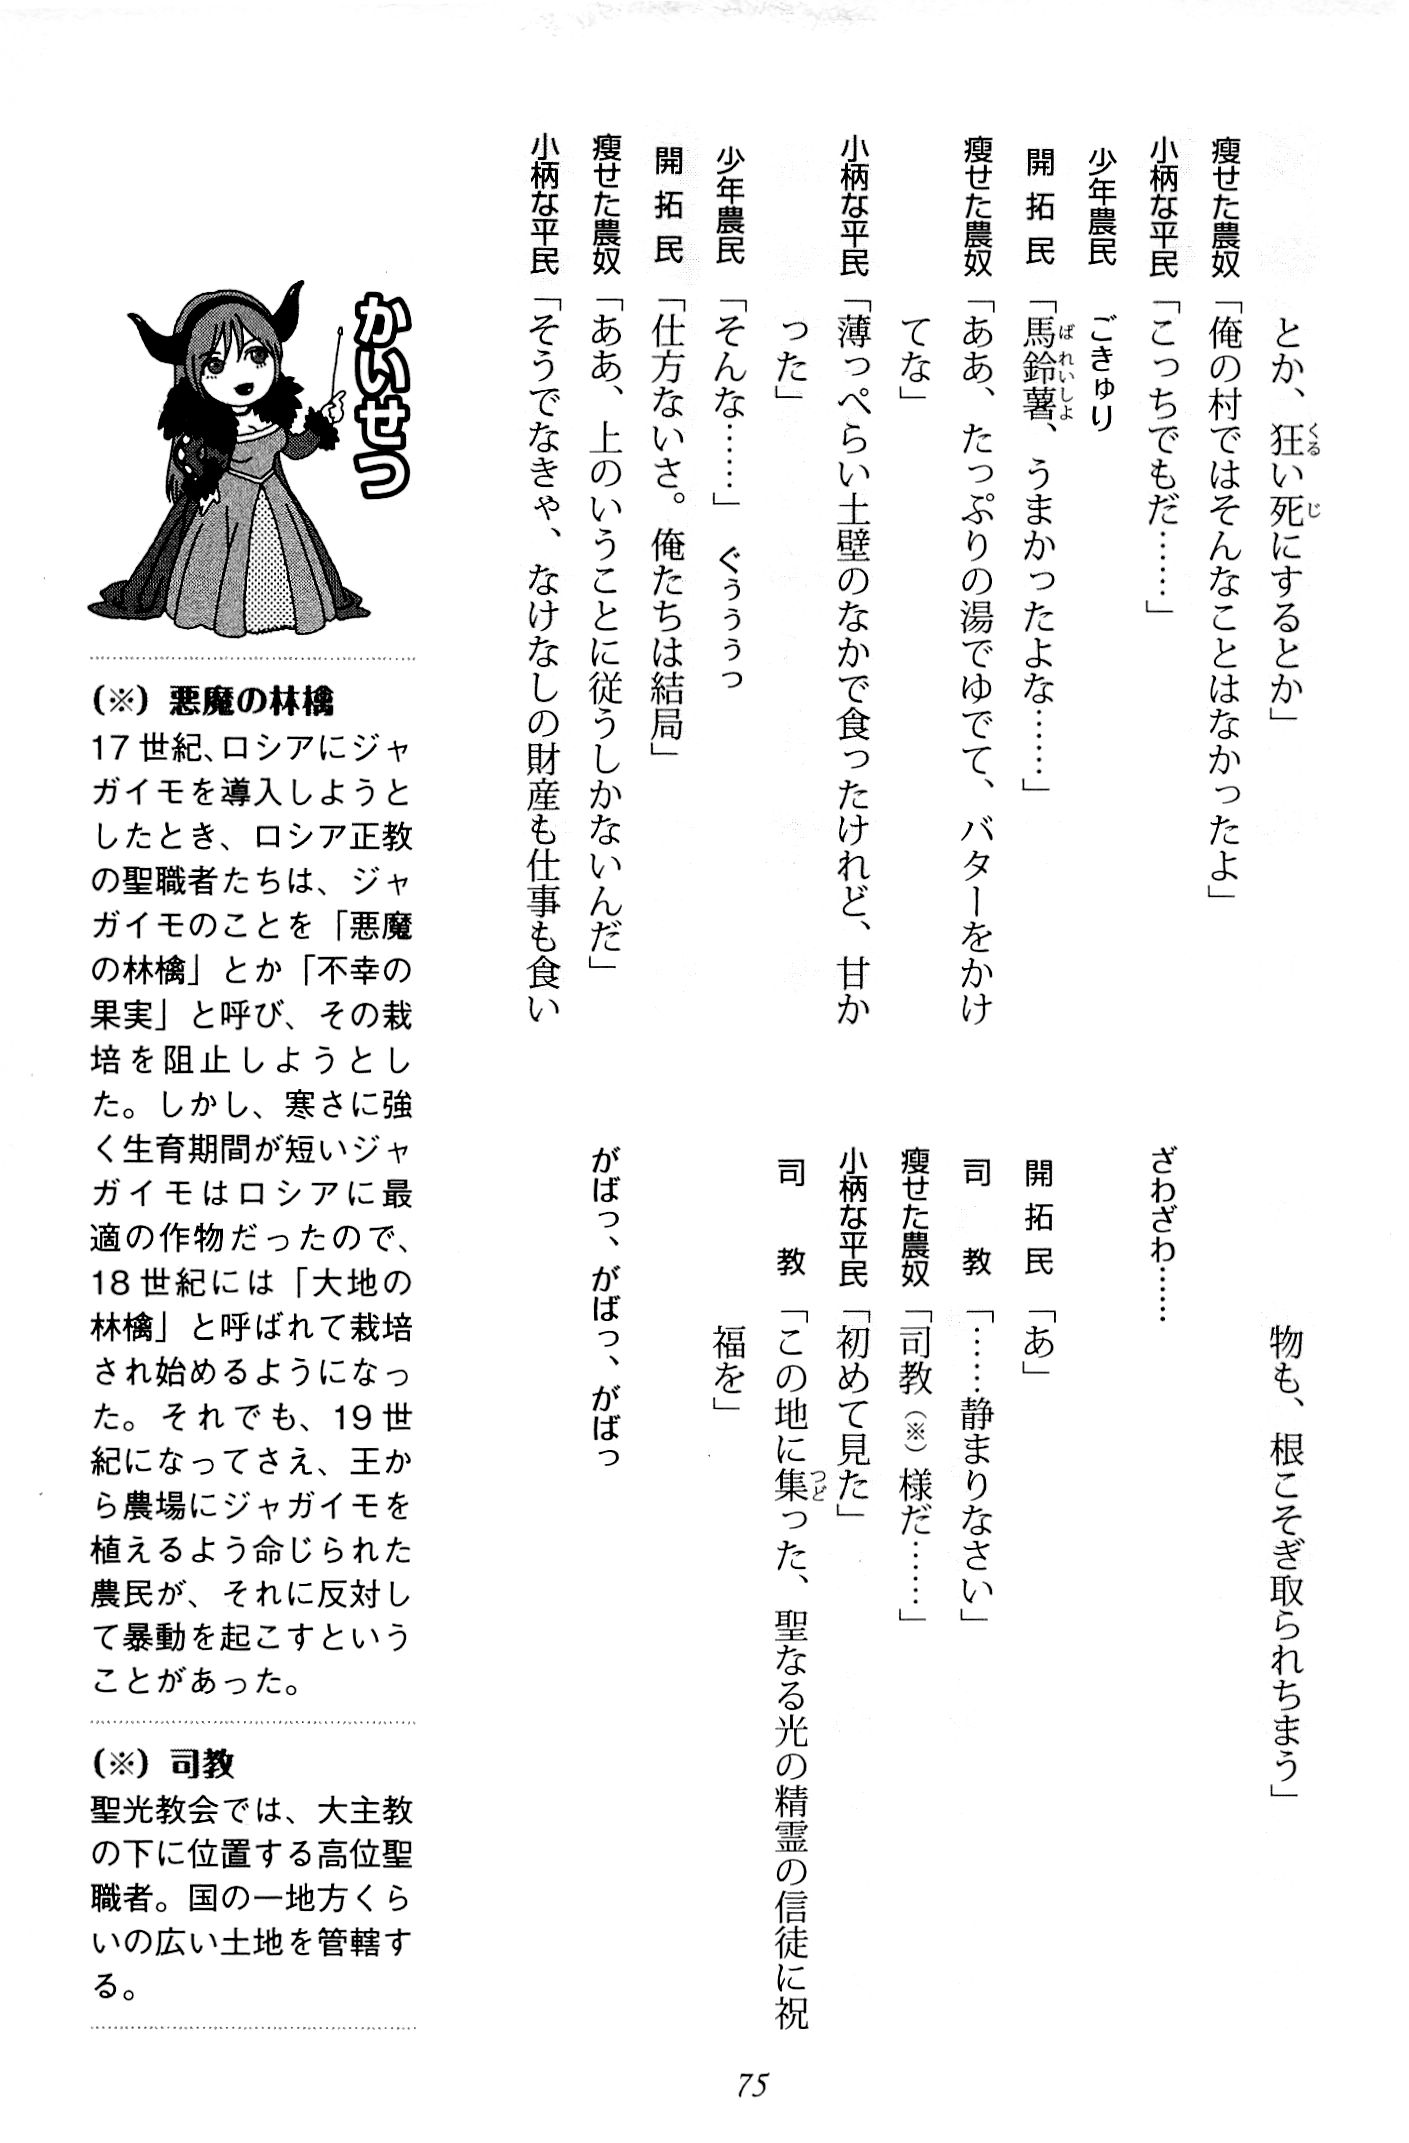 とか、狂い死にするとか」
痩せた農奴「俺の村ではそんなことはなかったよ」
小柄な平民「こっちでもだ……」
少年農民　ごきゅり
開拓民「馬鈴薯、うまかったよな……」
痩せた農奴「ああ、たっぷりの湯でゆでて、バターをかけ
てな」
小柄な平民「薄っぺらい土壁のなかで食ったけれど、甘か
った」
少年農民「そんな……」　ぐぅぅぅっ
開拓民「仕方ないさ。俺たちは結局」
痩せた農奴「ああ、上のいうことに従うしかないんだ」
小柄な平民「そうでなきゃ、なけなしの財産も仕事も食い
物も、根こそぎ取られちまう」
ざわざわ……
開拓民「あ」
司教「……静まりなさい」
痩せた農奴「司教（※）様だ……」
小柄な平民「初めて見た」
司教「この地に集った、聖なる光の精霊の信徒に祝
福を」
がばっ、がばっ、がばっ
かいせつ
（※）悪魔の林檎
17世紀、ロシアにジャ
ガイモを導入しようと
したとき、ロシア正教
の聖職者たちは、ジャ
ガイモのことを「悪魔
の林檎」とか「不幸の
果実」と呼び、その栽
培を阻止しようとし
た。しかし、寒さに強
く生育期間が短いジャ
ガイモはロシアに最
適の作物だったので、
18世紀には「大地の
林檎」と呼ばれて栽培
され始めるようになっ
た。それでも、19世
紀になってさえ、王か
ら農場にジャガイモを
植えるよう命じられた
農民が、それに反対し
て暴動を起こすという
ことがあった。
（※）司教
聖光教会では、大主教
の下に位置する高位聖
職者。国の一地方くら
いの広い土地を管轄す
る。
75